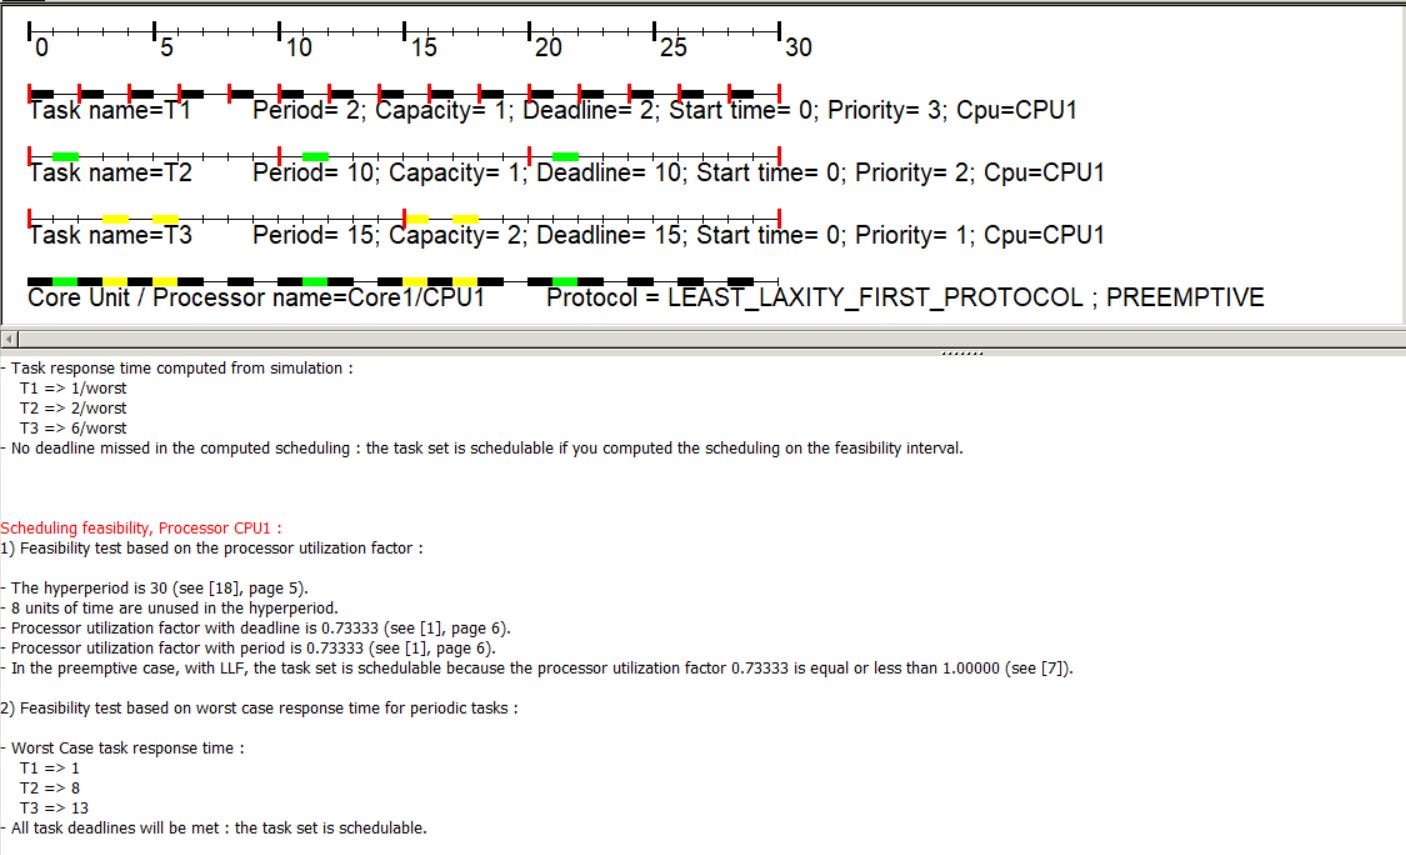 0 5 10 15 20 25 30
Task name=T1 Period= 2; Capacity= 1; Deadline= 2; Start time= 0; Priority= 3; Cpu=CPU1
Task name=T2 Period= 10; Capacity= 1; Deadline= 10; Start time= 0; Priority= 2; Cpu=CPU1
Task name=T3 Period= 15; Capacity= 2; Deadline= 15; Start time= 0; Priority= 1; Cpu=CPU1
Core Unit / Processor name=Core1/CPU1 Protocol = LEAST_LAXITY_FIRST_PROTOCOL ; PREEMPTIVE
- Task response time computed from simulation :
T1 => 1/worst
T2 => 2/worst
T3 => 6/worst
- No deadline missed in the computed scheduling : the task set is schedulable if you computed the scheduling on the feasibility interval.
Scheduling feasibility, Processor CPU1 :
1) Feasibility test based on the processor utilization factor :
- The hyperperiod is 30 (see [18], page 5).
- 8 units of time are unused in the hyperperiod.
- Processor utilization factor with deadline is 0.73333 (see [1], page 6).
- Processor utilization factor with period is 0.73333 (see [1], page 6).
- In the preemptive case, with LLF, the task set is schedulable because the processor utilization factor 0.73333 is equal or less than 1.00000 (see [7]).
2) Feasibility test based on worst case response time for periodic tasks :
- Worst Case task response time :
T1 => 1
T2 => 8
T3 => 13
- All task deadlines will be met : the task set is schedulable.